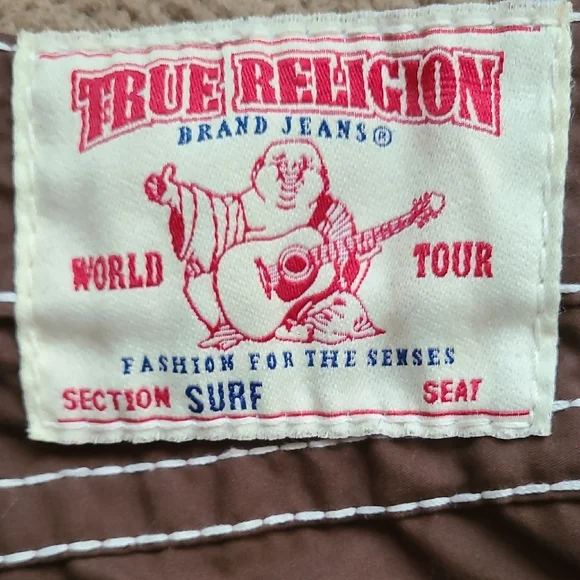 TRUE RELIGION
BRAND JEANS®
WORLD TOUR
FASHION FOR THE SENSES
SECTION SURF SEAT